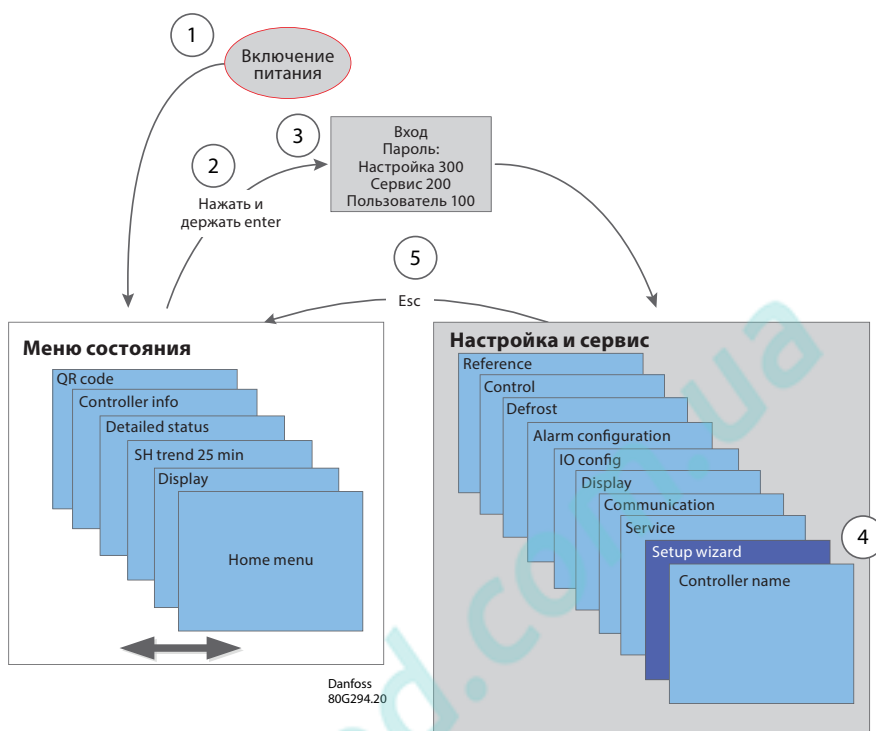 1
Включение
питания
2
Нажать и
держать enter
3
Вход
Пароль:
Настройка 300
Сервис 200
Пользователь 100
5
Esc
Меню состояния
QR code
Controller info
Detailed status
SH trend 25 min
Display
Home menu
Настройка и сервис
Reference
Control
Defrost
Alarm configuration
IO config
Display
Communication
Service
Setup wizard
4
Controller name
Danfoss
80G294.20